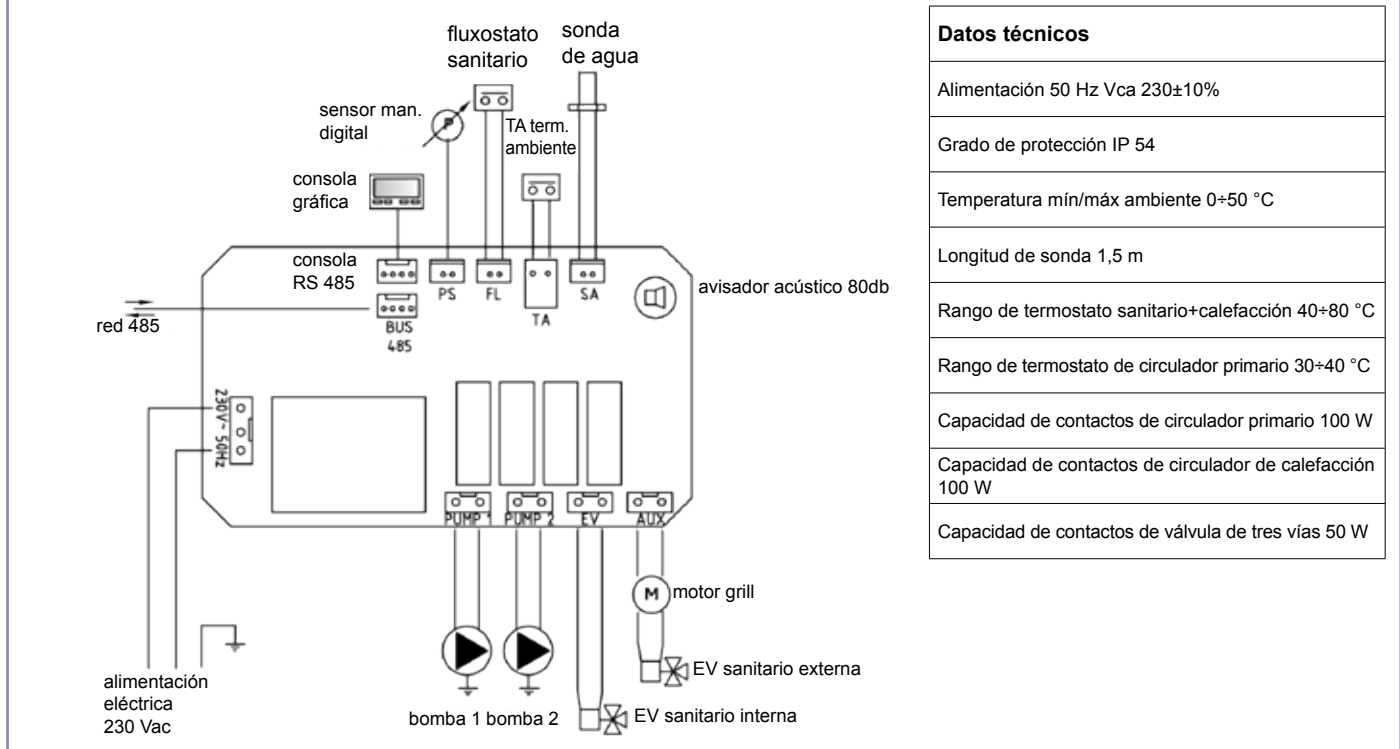 fluxostato
sanitario
sonda
de agua
sensor man.
digital
P
TA term.
ambiente
consola
gráfica
consola
RS 485
PS
FL
TA
SA
avisador acústico 80db
red 485
BUS
485
230V~ 50Hz
PUMP 1
PUMP 2
EV
AUX
M
motor grill
EV sanitario externa
alimentación
eléctrica
230 Vac
bomba 1
bomba 2
EV sanitario interna
Datos técnicos
Alimentación 50 Hz Vca 230±10%
Grado de protección IP 54
Temperatura mín/máx ambiente 0÷50 °C
Longitud de sonda 1,5 m
Rango de termostato sanitario+calefacción 40÷80 °C
Rango de termostato de circulador primario 30÷40 °C
Capacidad de contactos de circulador primario 100 W
Capacidad de contactos de circulador de calefacción
100 W
Capacidad de contactos de válvula de tres vías 50 W